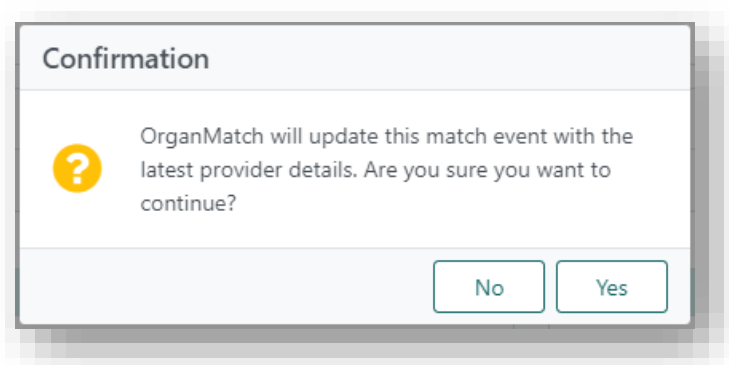 Confirmation
OrganMatch will update this match event with the
latest provider details. Are you sure you want to
continue?
No Yes